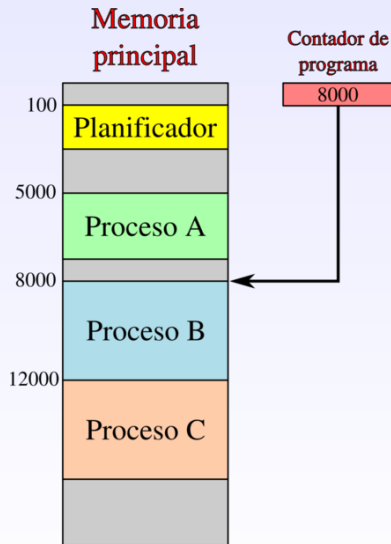 Memoria
principal
Contador de
programa
8000
100
Planificador
5000
Proceso A
8000
Proceso B
12000
Proceso C